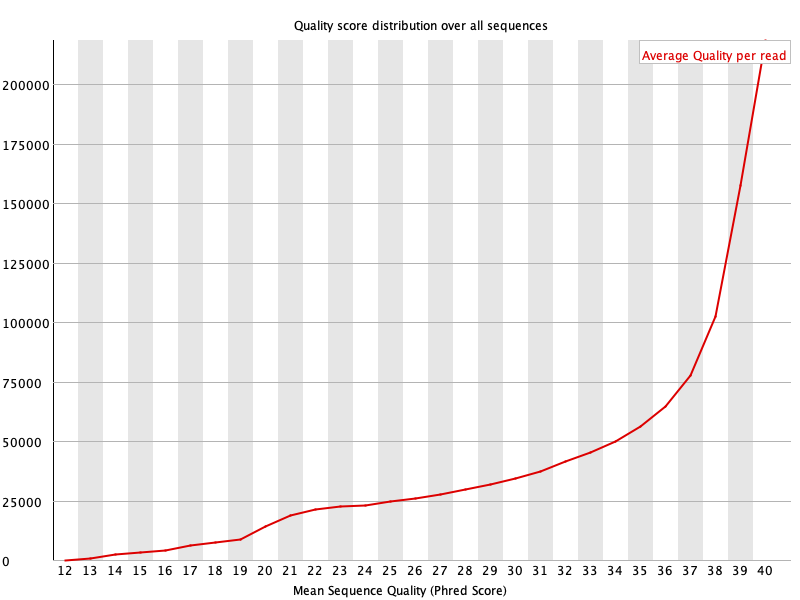 Quality score distribution over all sequences
Average Quality per read
200000
175000
150000
125000
100000
75000
50000
25000
0
12 13 14 15 16 17 18 19 20 21 22 23 24 25 26 27 28 29 30 31 32 33 34 35 36 37 38 39 40
Mean Sequence Quality (Phred Score)